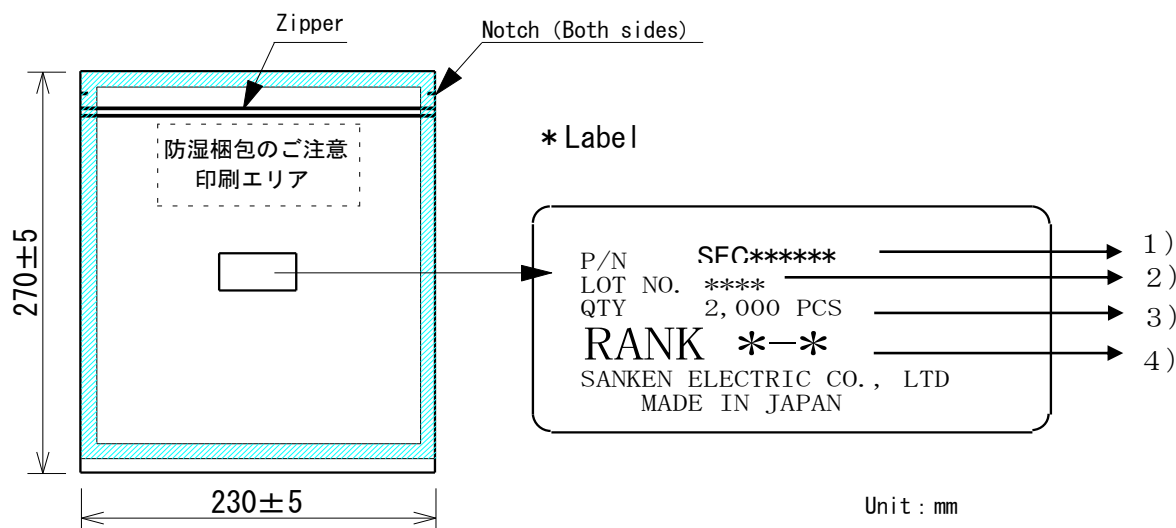 Zipper
Notch (Both sides)
防湿梱包のご注意
印刷エリア
270±5
230±5
*Label
P/N SEC****** 1)
LOT NO. **** 2)
QTY 2,000 PCS 3)
RANK *-* 4)
SANKEN ELECTRIC CO., LTD
MADE IN JAPAN
Unit : mm